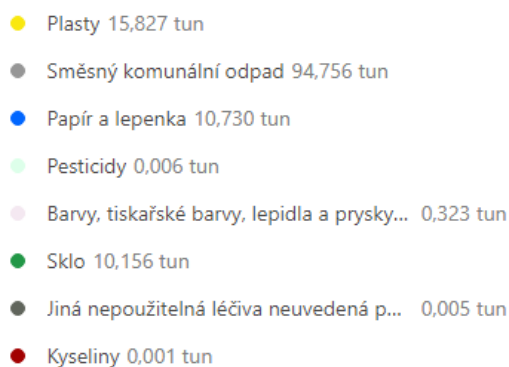 Plasty 15,827 tun
Směsný komunální odpad 94,756 tun
Papír a lepenka 10,730 tun
Pesticidy 0,006 tun
Barvy, tiskařské barvy, lepidla a prysky... 0,323 tun
Sklo 10,156 tun
Jiná nepoužitelná léčiva neuvedená p... 0,005 tun
Kyseliny 0,001 tun